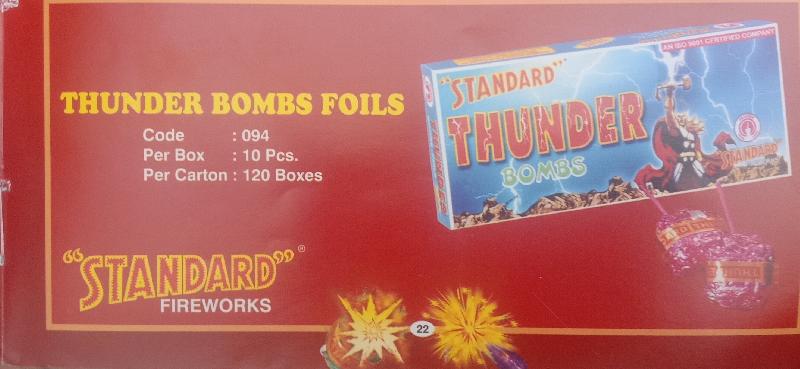 THUNDER BOMBS FOILS
Code : 094
Per Box : 10 Pcs.
Per Carton : 120 Boxes
"STANDARD"®
FIREWORKS
AN ISO 9001 CERTIFIED COMPANY
"STANDARD"
THUNDER
BOMBS
STANDARD
22